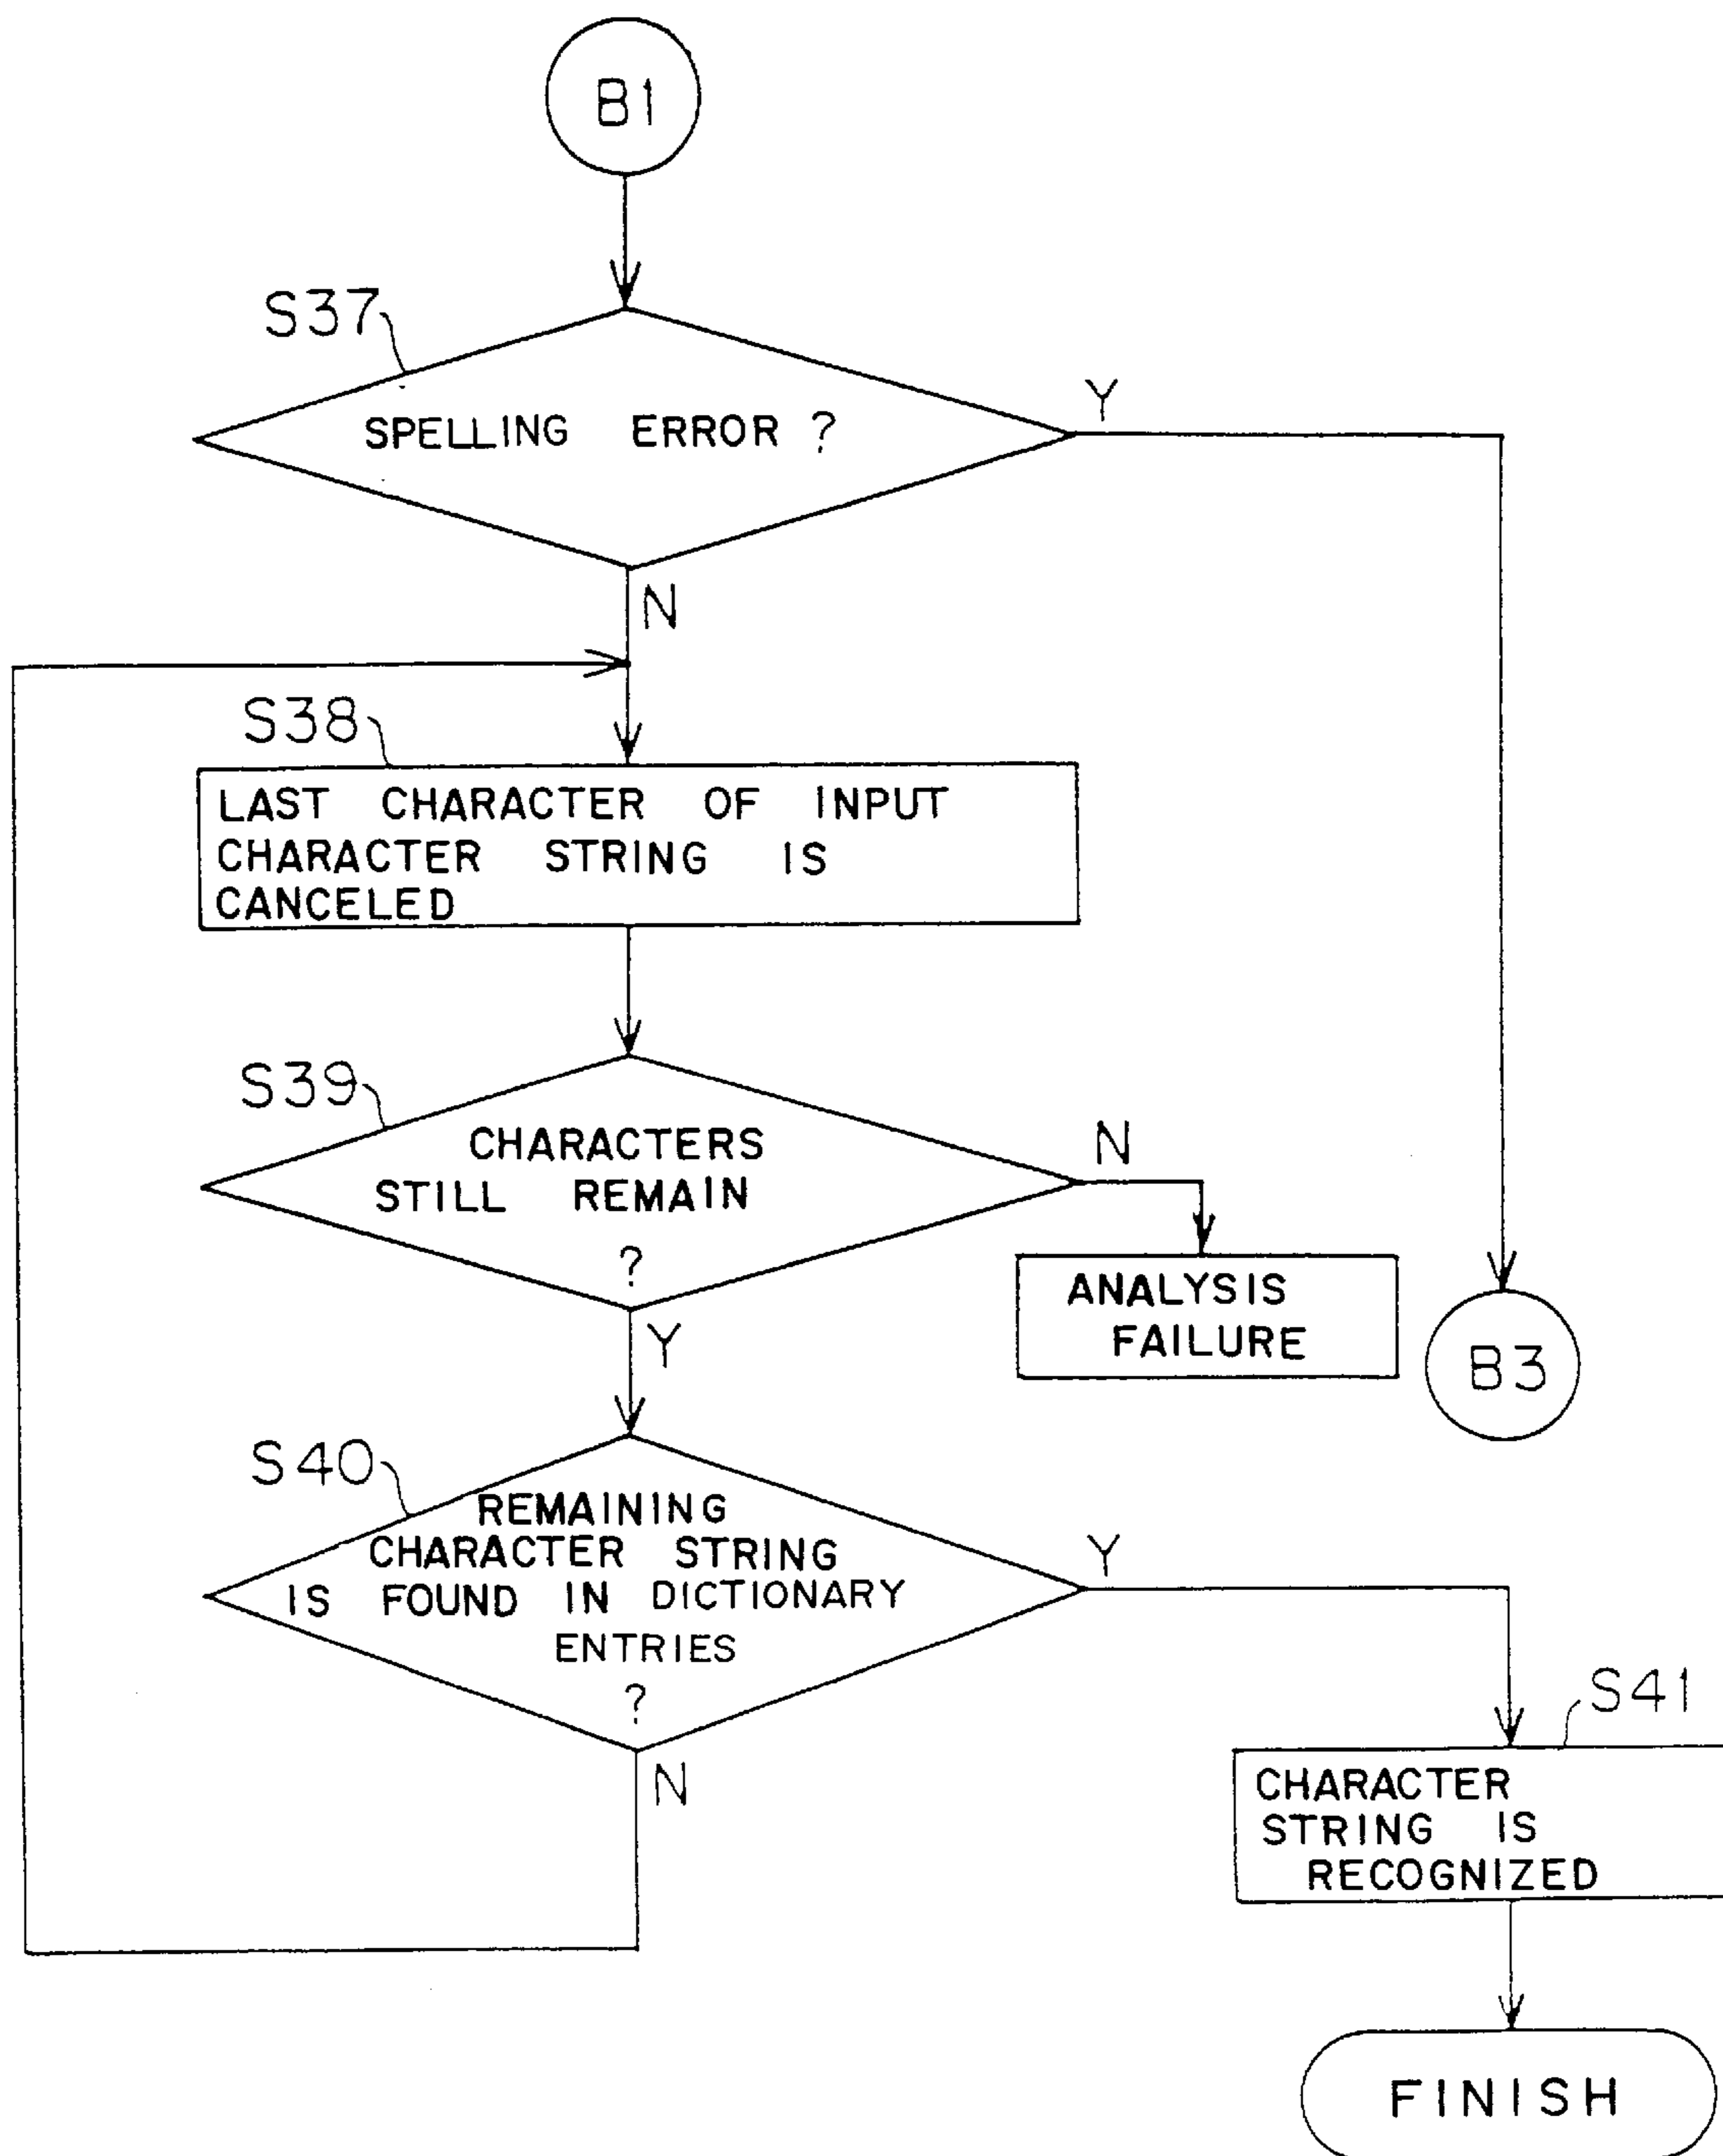 B1
S37
SPELLING ERROR ?
Y
N
S38
LAST CHARACTER OF INPUT
CHARACTER STRING IS
CANCELED
S39
CHARACTERS
STILL REMAIN
?
N
ANALYSIS
FAILURE
B3
Y
S40
REMAINING
CHARACTER STRING
IS FOUND IN DICTIONARY
ENTRIES
?
Y
N
S41
CHARACTER
STRING IS
RECOGNIZED
FINISH